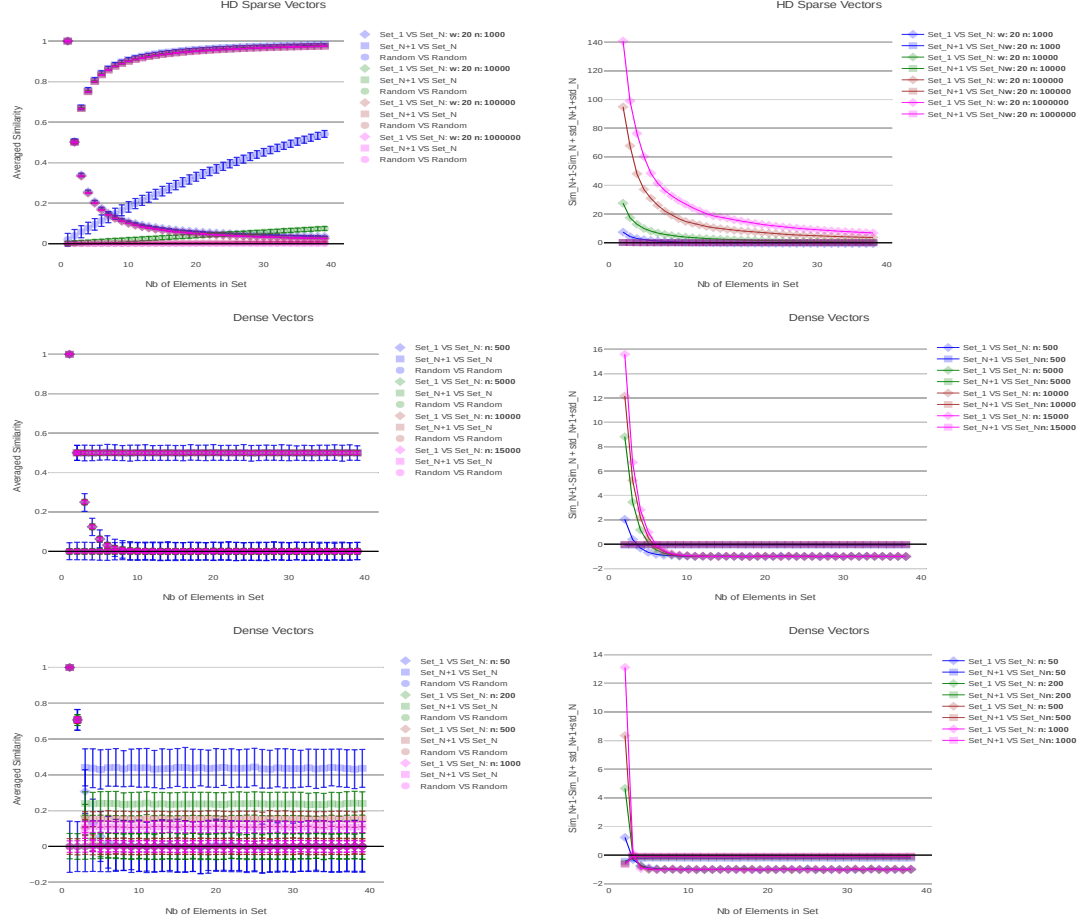 HD Sparse Vectors
Averaged Similarity
1
0.8
0.6
0.4
0.2
0
0 10 20 30 40
Nb of Elements in Set
Set_1 VS Set_N: w: 20 n: 1000
Set_N+1 VS Set_N
Random VS Random
Set_1 VS Set_N: w: 20 n: 10000
Set_N+1 VS Set_N
Random VS Random
Set_1 VS Set_N: w: 20 n: 100000
Set_N+1 VS Set_N
Random VS Random
Set_1 VS Set_N: w: 20 n: 1000000
Set_N+1 VS Set_N
Random VS Random
HD Sparse Vectors
Sim_N+1-Sim_N + std_N+1+std_N
140
120
100
80
60
40
20
0
0 10 20 30 40
Nb of Elements in Set
Set_1 VS Set_N: w: 20 n: 1000
Set_N+1 VS Set_Nw: 20 n: 1000
Set_1 VS Set_N: w: 20 n: 10000
Set_N+1 VS Set_Nw: 20 n: 10000
Set_1 VS Set_N: w: 20 n: 100000
Set_N+1 VS Set_Nw: 20 n: 100000
Set_1 VS Set_N: w: 20 n: 1000000
Set_N+1 VS Set_Nw: 20 n: 1000000
Dense Vectors
Averaged Similarity
1
0.8
0.6
0.4
0.2
0
0 10 20 30 40
Nb of Elements in Set
Set_1 VS Set_N: n: 500
Set_N+1 VS Set_N
Random VS Random
Set_1 VS Set_N: n: 5000
Set_N+1 VS Set_N
Random VS Random
Set_1 VS Set_N: n: 10000
Set_N+1 VS Set_N
Random VS Random
Set_1 VS Set_N: n: 15000
Set_N+1 VS Set_N
Random VS Random
Dense Vectors
Sim_N+1-Sim_N + std_N+1+std_N
16
14
12
10
8
6
4
2
0
−2
0 10 20 30 40
Nb of Elements in Set
Set_1 VS Set_N: n: 500
Set_N+1 VS Set_Nn: 500
Set_1 VS Set_N: n: 5000
Set_N+1 VS Set_Nn: 5000
Set_1 VS Set_N: n: 10000
Set_N+1 VS Set_Nn: 10000
Set_1 VS Set_N: n: 15000
Set_N+1 VS Set_Nn: 15000
Dense Vectors
Averaged Similarity
1
0.8
0.6
0.4
0.2
0
−0.2
0 10 20 30 40
Nb of Elements in Set
Set_1 VS Set_N: n: 50
Set_N+1 VS Set_N
Random VS Random
Set_1 VS Set_N: n: 200
Set_N+1 VS Set_N
Random VS Random
Set_1 VS Set_N: n: 500
Set_N+1 VS Set_N
Random VS Random
Set_1 VS Set_N: n: 1000
Set_N+1 VS Set_N
Random VS Random
Dense Vectors
Sim_N+1-Sim_N+ std_N+1+std_N
14
12
10
8
6
4
2
0
−2
0 10 20 30 40
Nb of Elements in Set
Set_1 VS Set_N: n: 50
Set_N+1 VS Set_Nn: 50
Set_1 VS Set_N: n: 200
Set_N+1 VS Set_Nn: 200
Set_1 VS Set_N: n: 500
Set_N+1 VS Set_Nn: 500
Set_1 VS Set_N: n: 1000
Set_N+1 VS Set_Nn: 1000